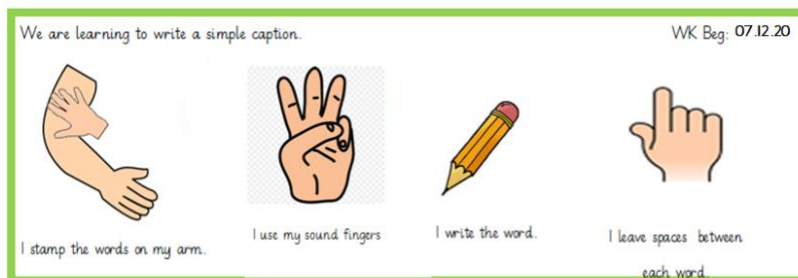 We are learning to write a simple caption.
WK Beg: 07.12.20
I stamp the words on my arm.
I use my sound fingers
I write the word.
I leave spaces between
each word.